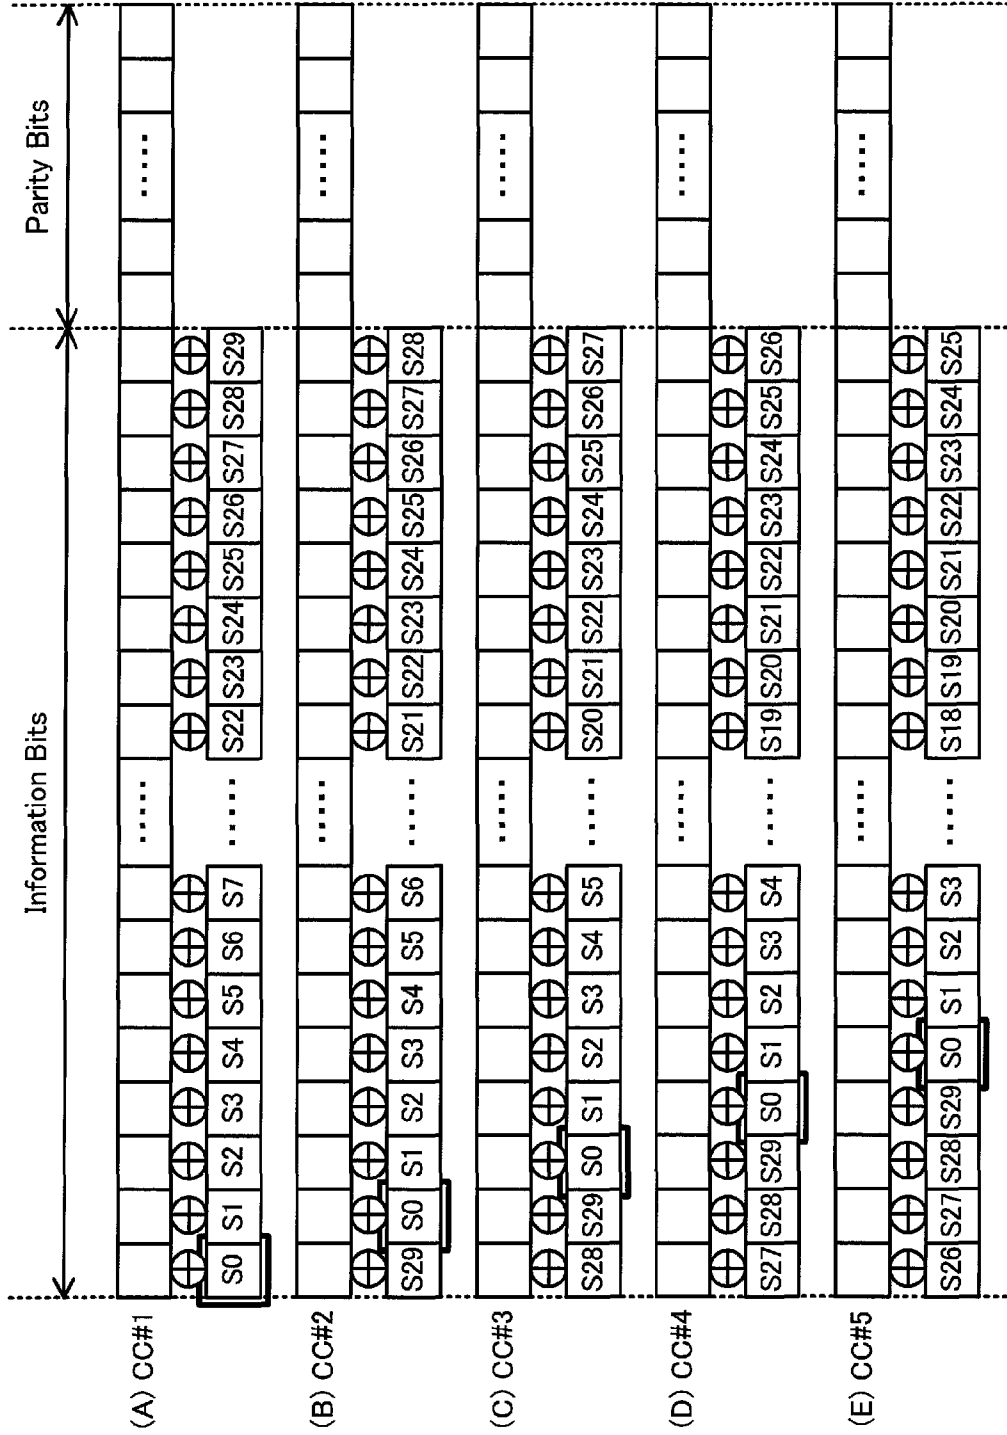 Information Bits Parity Bits
(A) CC#1 ····· ·····
S0 S1 S2 S3 S4 S5 S6 S7 ····· S22 S23 S24 S25 S26 S27 S28 S29
(B) CC#2 ····· ·····
S29 S0 S1 S2 S3 S4 S5 S6 ····· S21 S22 S23 S24 S25 S26 S27 S28
(C) CC#3 ····· ·····
S28 S29 S0 S1 S2 S3 S4 S5 ····· S20 S21 S22 S23 S24 S25 S26 S27
(D) CC#4 ····· ·····
S27 S28 S29 S0 S1 S2 S3 S4 ····· S19 S20 S21 S22 S23 S24 S25 S26
(E) CC#5 ····· ·····
S26 S27 S28 S29 S0 S1 S2 S3 ····· S18 S19 S20 S21 S22 S23 S24 S25